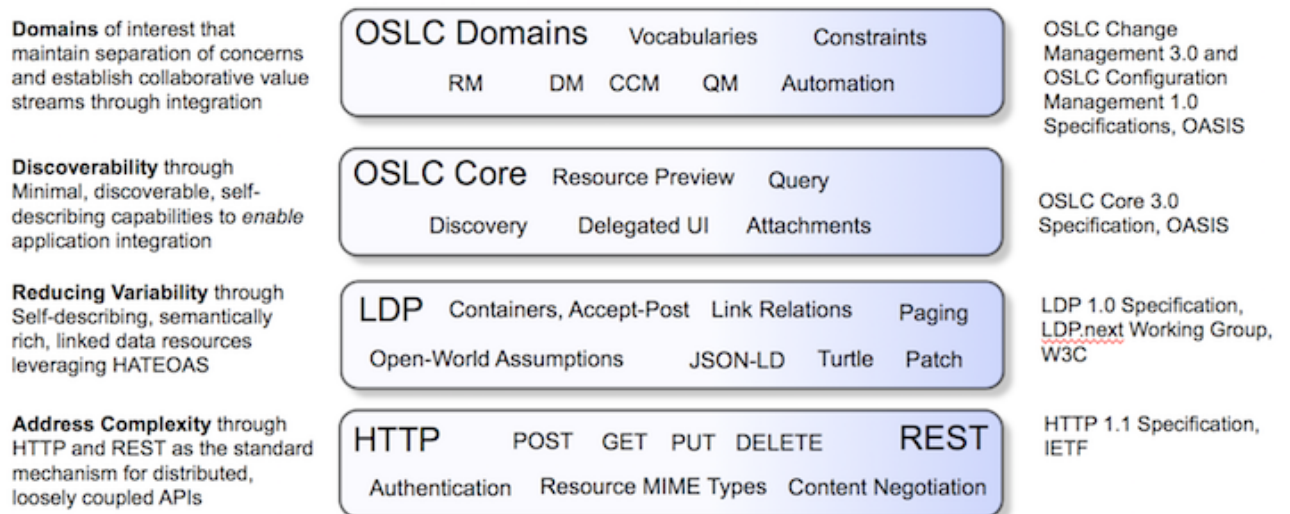 Domains of interest that
maintain separation of concerns
and establish collaborative value
streams through integration
OSLC Domains Vocabularies Constraints
RM DM CCM QM Automation
OSLC Change
Management 3.0 and
OSLC Configuration
Management 1.0
Specifications, OASIS
Discoverability through
Minimal, discoverable, self-
describing capabilities to enable
application integration
OSLC Core Resource Preview Query
Discovery Delegated UI Attachments
OSLC Core 3.0
Specification, OASIS
Reducing Variability through
Self-describing, semantically
rich, linked data resources
leveraging HATEOAS
LDP Containers, Accept-Post Link Relations Paging
Open-World Assumptions JSON-LD Turtle Patch
LDP 1.0 Specification,
LDP.next Working Group,
W3C
Address Complexity through
HTTP and REST as the standard
mechanism for distributed,
loosely coupled APIs
HTTP POST GET PUT DELETE REST
Authentication Resource MIME Types Content Negotiation
HTTP 1.1 Specification,
IETF